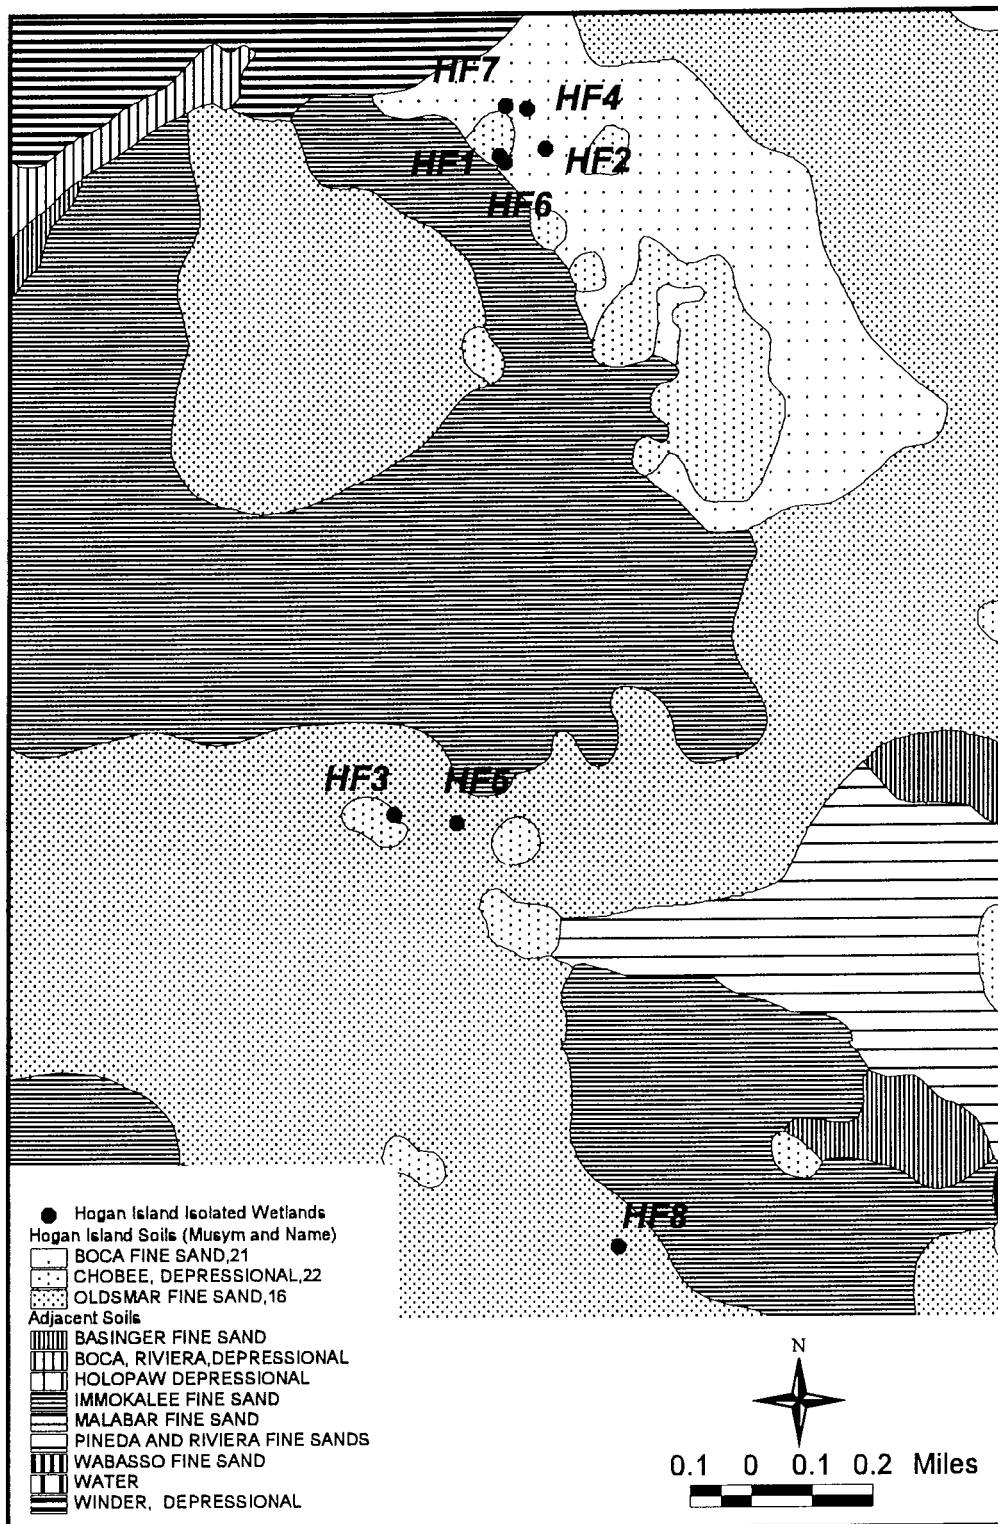 HF7
HF4
HF1
HF2
HF6
HF3
HF5
HF8
Hogan Island Isolated Wetlands
Hogan Island Soils (Musym and Name)
BOCA FINE SAND,21
CHOBEE, DEPRESSIONAL,22
OLDSMAR FINE SAND,16
Adjacent Soils
BASINGER FINE SAND
BOCA, RIVIERA,DEPRESSIONAL
HOLOPAW DEPRESSIONAL
IMMOKALEE FINE SAND
MALABAR FINE SAND
PINEDA AND RIVIERA FINE SANDS
WABASSO FINE SAND
WATER
WINDER, DEPRESSIONAL
N
0.1 0 0.1 0.2 Miles